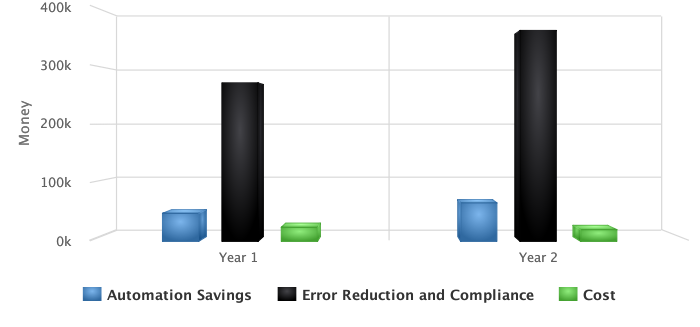 400k
300k
200k
100k
0k
Money
Year 1
Year 2
Automation Savings
Error Reduction and Compliance
Cost